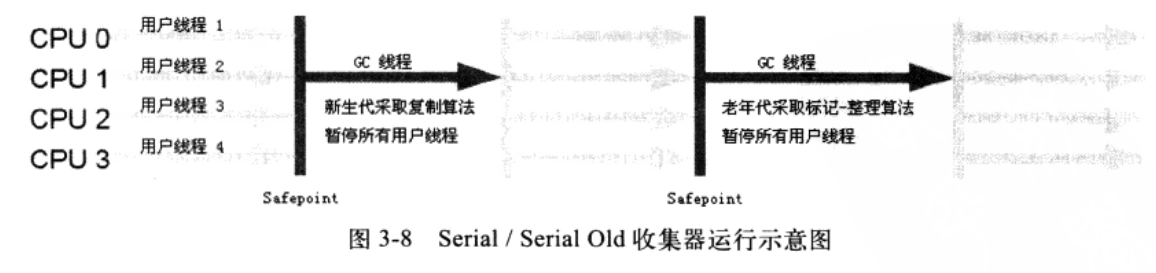 CPU 0 用户线程 1
CPU 1 用户线程 2
CPU 2 用户线程 3
CPU 3 用户线程 4
GC 线程
新生代采取复制算法
暂停所有用户线程
Safepoint
GC 线程
老年代采取标记-整理算法
暂停所有用户线程
Safepoint
图 3-8 Serial / Serial Old 收集器运行示意图